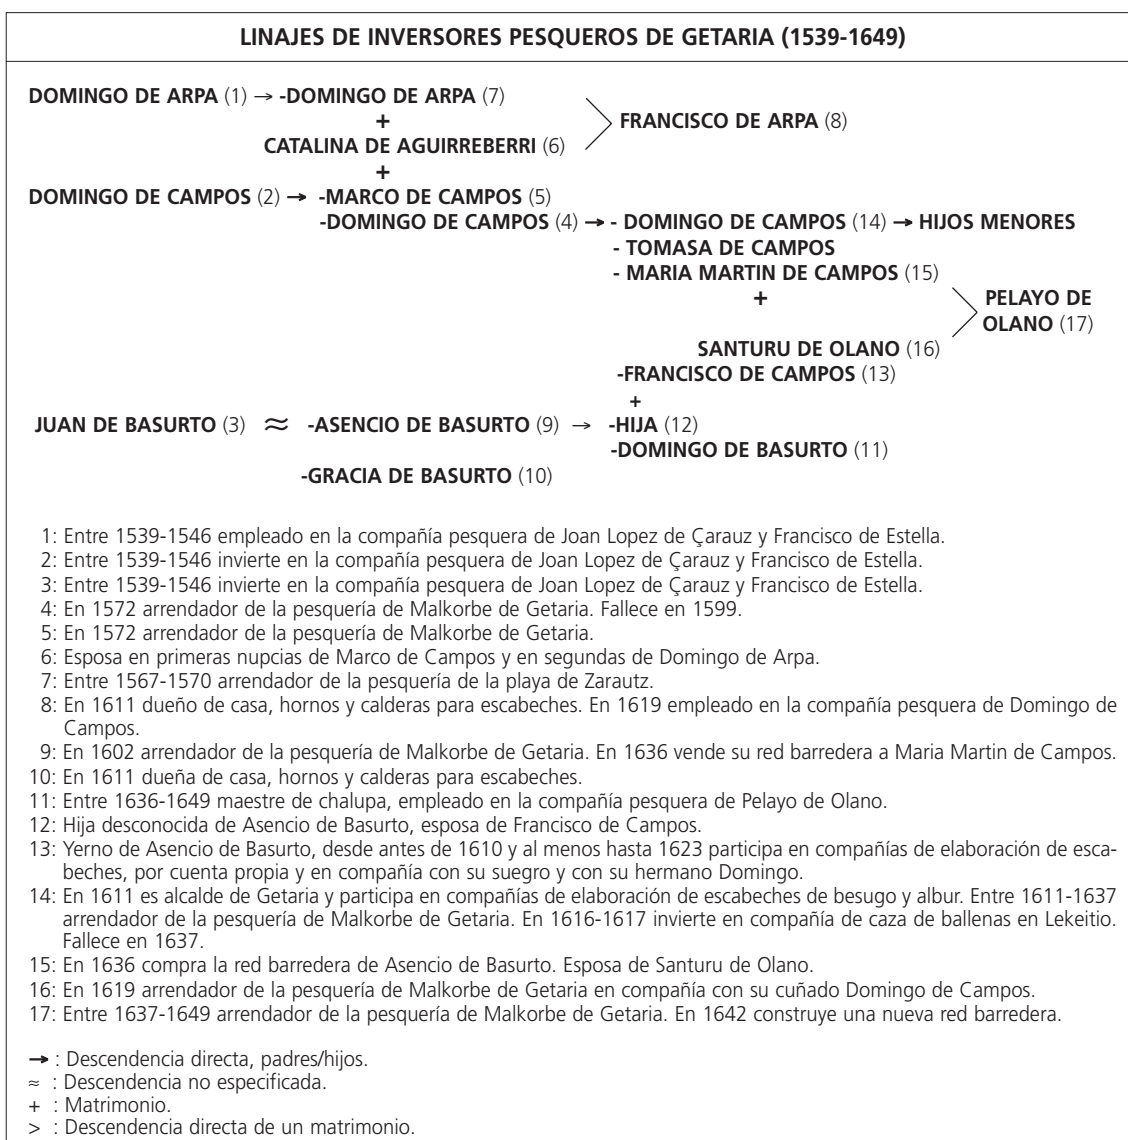 LINAJES DE INVERSORES PESQUEROS DE GETARIA (1539-1649)
DOMINGO DE ARPA (1) → -DOMINGO DE ARPA (7)
+
FRANCISCO DE ARPA (8)
CATALINA DE AGUIRREBERRI (6)
+
DOMINGO DE CAMPOS (2) → -MARCO DE CAMPOS (5)
-DOMINGO DE CAMPOS (4) → - DOMINGO DE CAMPOS (14) → HIJOS MENORES
- TOMASA DE CAMPOS
- MARIA MARTIN DE CAMPOS (15)
+
PELAYO DE
OLANO (17)
SANTURU DE OLANO (16)
-FRANCISCO DE CAMPOS (13)
+
JUAN DE BASURTO (3) ≈ -ASENCIO DE BASURTO (9) → -HIJA (12)
-DOMINGO DE BASURTO (11)
-GRACIA DE BASURTO (10)
1: Entre 1539-1546 empleado en la compañía pesquera de Joan Lopez de Çarauz y Francisco de Estella.
2: Entre 1539-1546 invierte en la compañía pesquera de Joan Lopez de Çarauz y Francisco de Estella.
3: Entre 1539-1546 invierte en la compañía pesquera de Joan Lopez de Çarauz y Francisco de Estella.
4: En 1572 arrendador de la pesquería de Malkorbe de Getaria. Fallece en 1599.
5: En 1572 arrendador de la pesquería de Malkorbe de Getaria.
6: Esposa en primeras nupcias de Marco de Campos y en segundas de Domingo de Arpa.
7: Entre 1567-1570 arrendador de la pesquería de la playa de Zarautz.
8: En 1611 dueño de casa, hornos y calderas para escabeches. En 1619 empleado en la compañía pesquera de Domingo de
Campos.
9: En 1602 arrendador de la pesquería de Malkorbe de Getaria. En 1636 vende su red barredera a Maria Martin de Campos.
10: En 1611 dueña de casa, hornos y calderas para escabeches.
11: Entre 1636-1649 maestre de chalupa, empleado en la compañía pesquera de Pelayo de Olano.
12: Hija desconocida de Asencio de Basurto, esposa de Francisco de Campos.
13: Yerno de Asencio de Basurto, desde antes de 1610 y al menos hasta 1623 participa en compañías de elaboración de esca-
beches, por cuenta propia y en compañía con su suegro y con su hermano Domingo.
14: En 1611 es alcalde de Getaria y participa en compañías de elaboración de escabeches de besugo y albur. Entre 1611-1637
arrendador de la pesquería de Malkorbe de Getaria. En 1616-1617 invierte en compañía de caza de ballenas en Lekeitio.
Fallece en 1637.
15: En 1636 compra la red barredera de Asencio de Basurto. Esposa de Santuru de Olano.
16: En 1619 arrendador de la pesquería de Malkorbe de Getaria en compañía con su cuñado Domingo de Campos.
17: Entre 1637-1649 arrendador de la pesquería de Malkorbe de Getaria. En 1642 construye una nueva red barredera.
→ : Descendencia directa, padres/hijos.
≈ : Descendencia no especificada.
+ : Matrimonio.
> : Descendencia directa de un matrimonio.